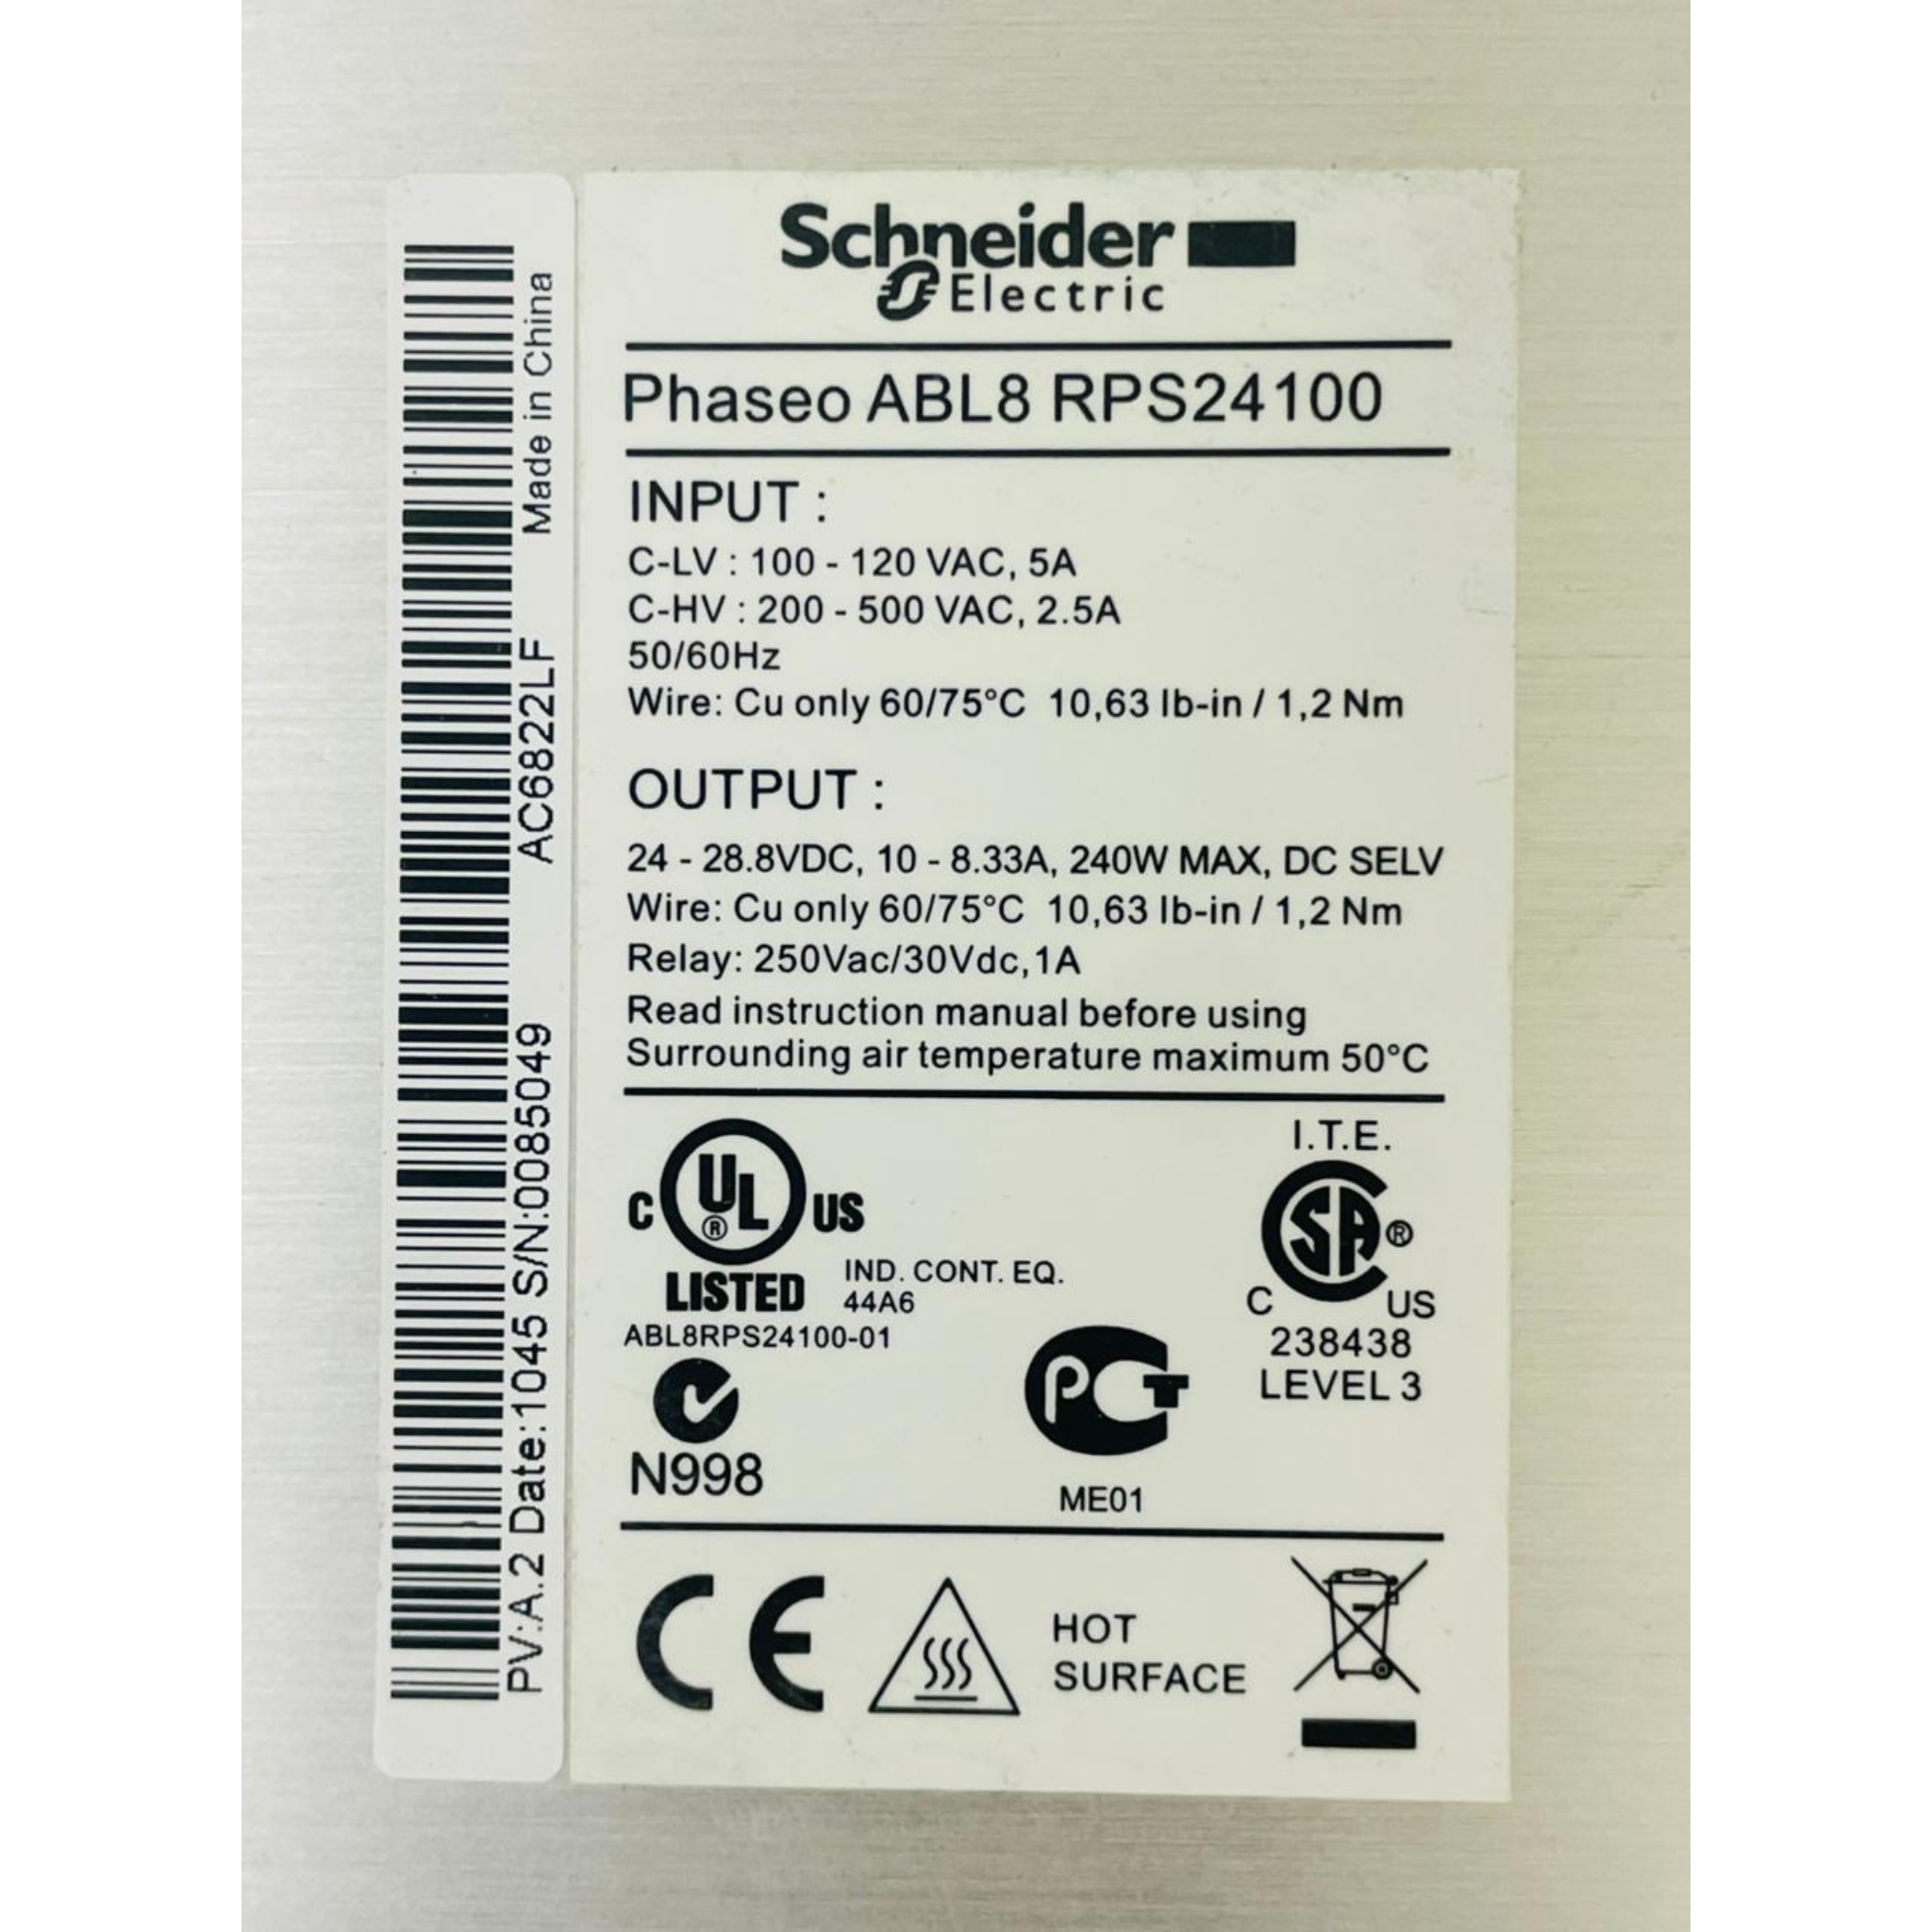 Schneider
Electric
Phaseo ABL8 RPS24100
INPUT :
C-LV : 100 - 120 VAC, 5A
C-HV : 200 - 500 VAC, 2.5A
50/60Hz
Wire: Cu only 60/75°C 10,63 lb-in / 1,2 Nm
OUTPUT :
24 - 28.8VDC, 10 - 8.33A, 240W MAX, DC SELV
Wire: Cu only 60/75°C 10,63 lb-in / 1,2 Nm
Relay: 250Vac/30Vdc,1A
Read instruction manual before using
Surrounding air temperature maximum 50°C
C UL ® US
LISTED
IND. CONT. EQ.
44A6
ABL8RPS24100-01
N998
PCT
ME01
I.T.E.
SA ®
C US
238438
LEVEL 3
CE
HOT
SURFACE
PV:A.2 Date:1045 S/N:0085049 AC6822LF Made in China